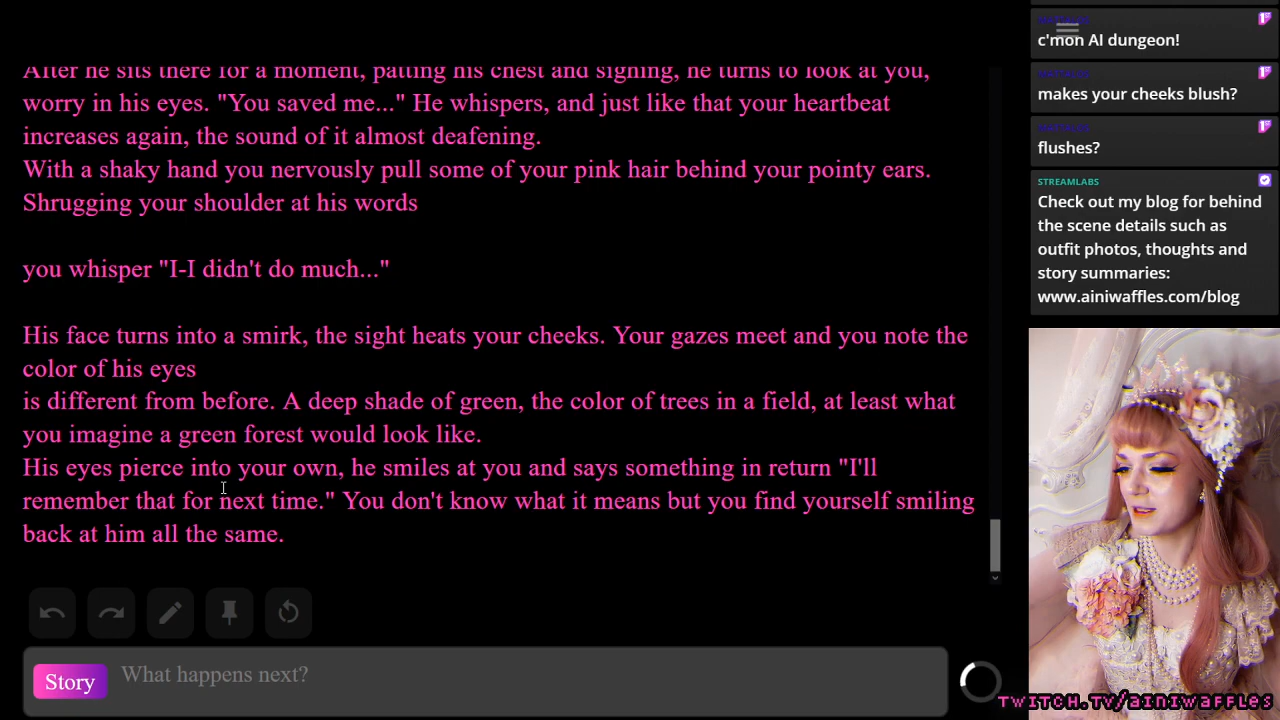 After he sits there for a moment, patting his chest and sighing, he turns to look at you,
worry in his eyes. "You saved me..." He whispers, and just like that your heartbeat
increases again, the sound of it almost deafening.
With a shaky hand you nervously pull some of your pink hair behind your pointy ears.
Shrugging your shoulder at his words
you whisper "I-I didn't do much..."
His face turns into a smirk, the sight heats your cheeks. Your gazes meet and you note the
color of his eyes
is different from before. A deep shade of green, the color of trees in a field, at least what
you imagine a green forest would look like.
His eyes pierce into your own, he smiles at you and says something in return "I'll
remember that for next time." You don't know what it means but you find yourself smiling
back at him all the same.
Story
What happens next?
c'mon AI dungeon!
makes your cheeks blush?
flushes?
STREAMLABS
Check out my blog for behind
the scene details such as
outfit photos, thoughts and
story summaries:
www.ainiwaffles.com/blog
TWITCH.TV/AINIWAFFLES